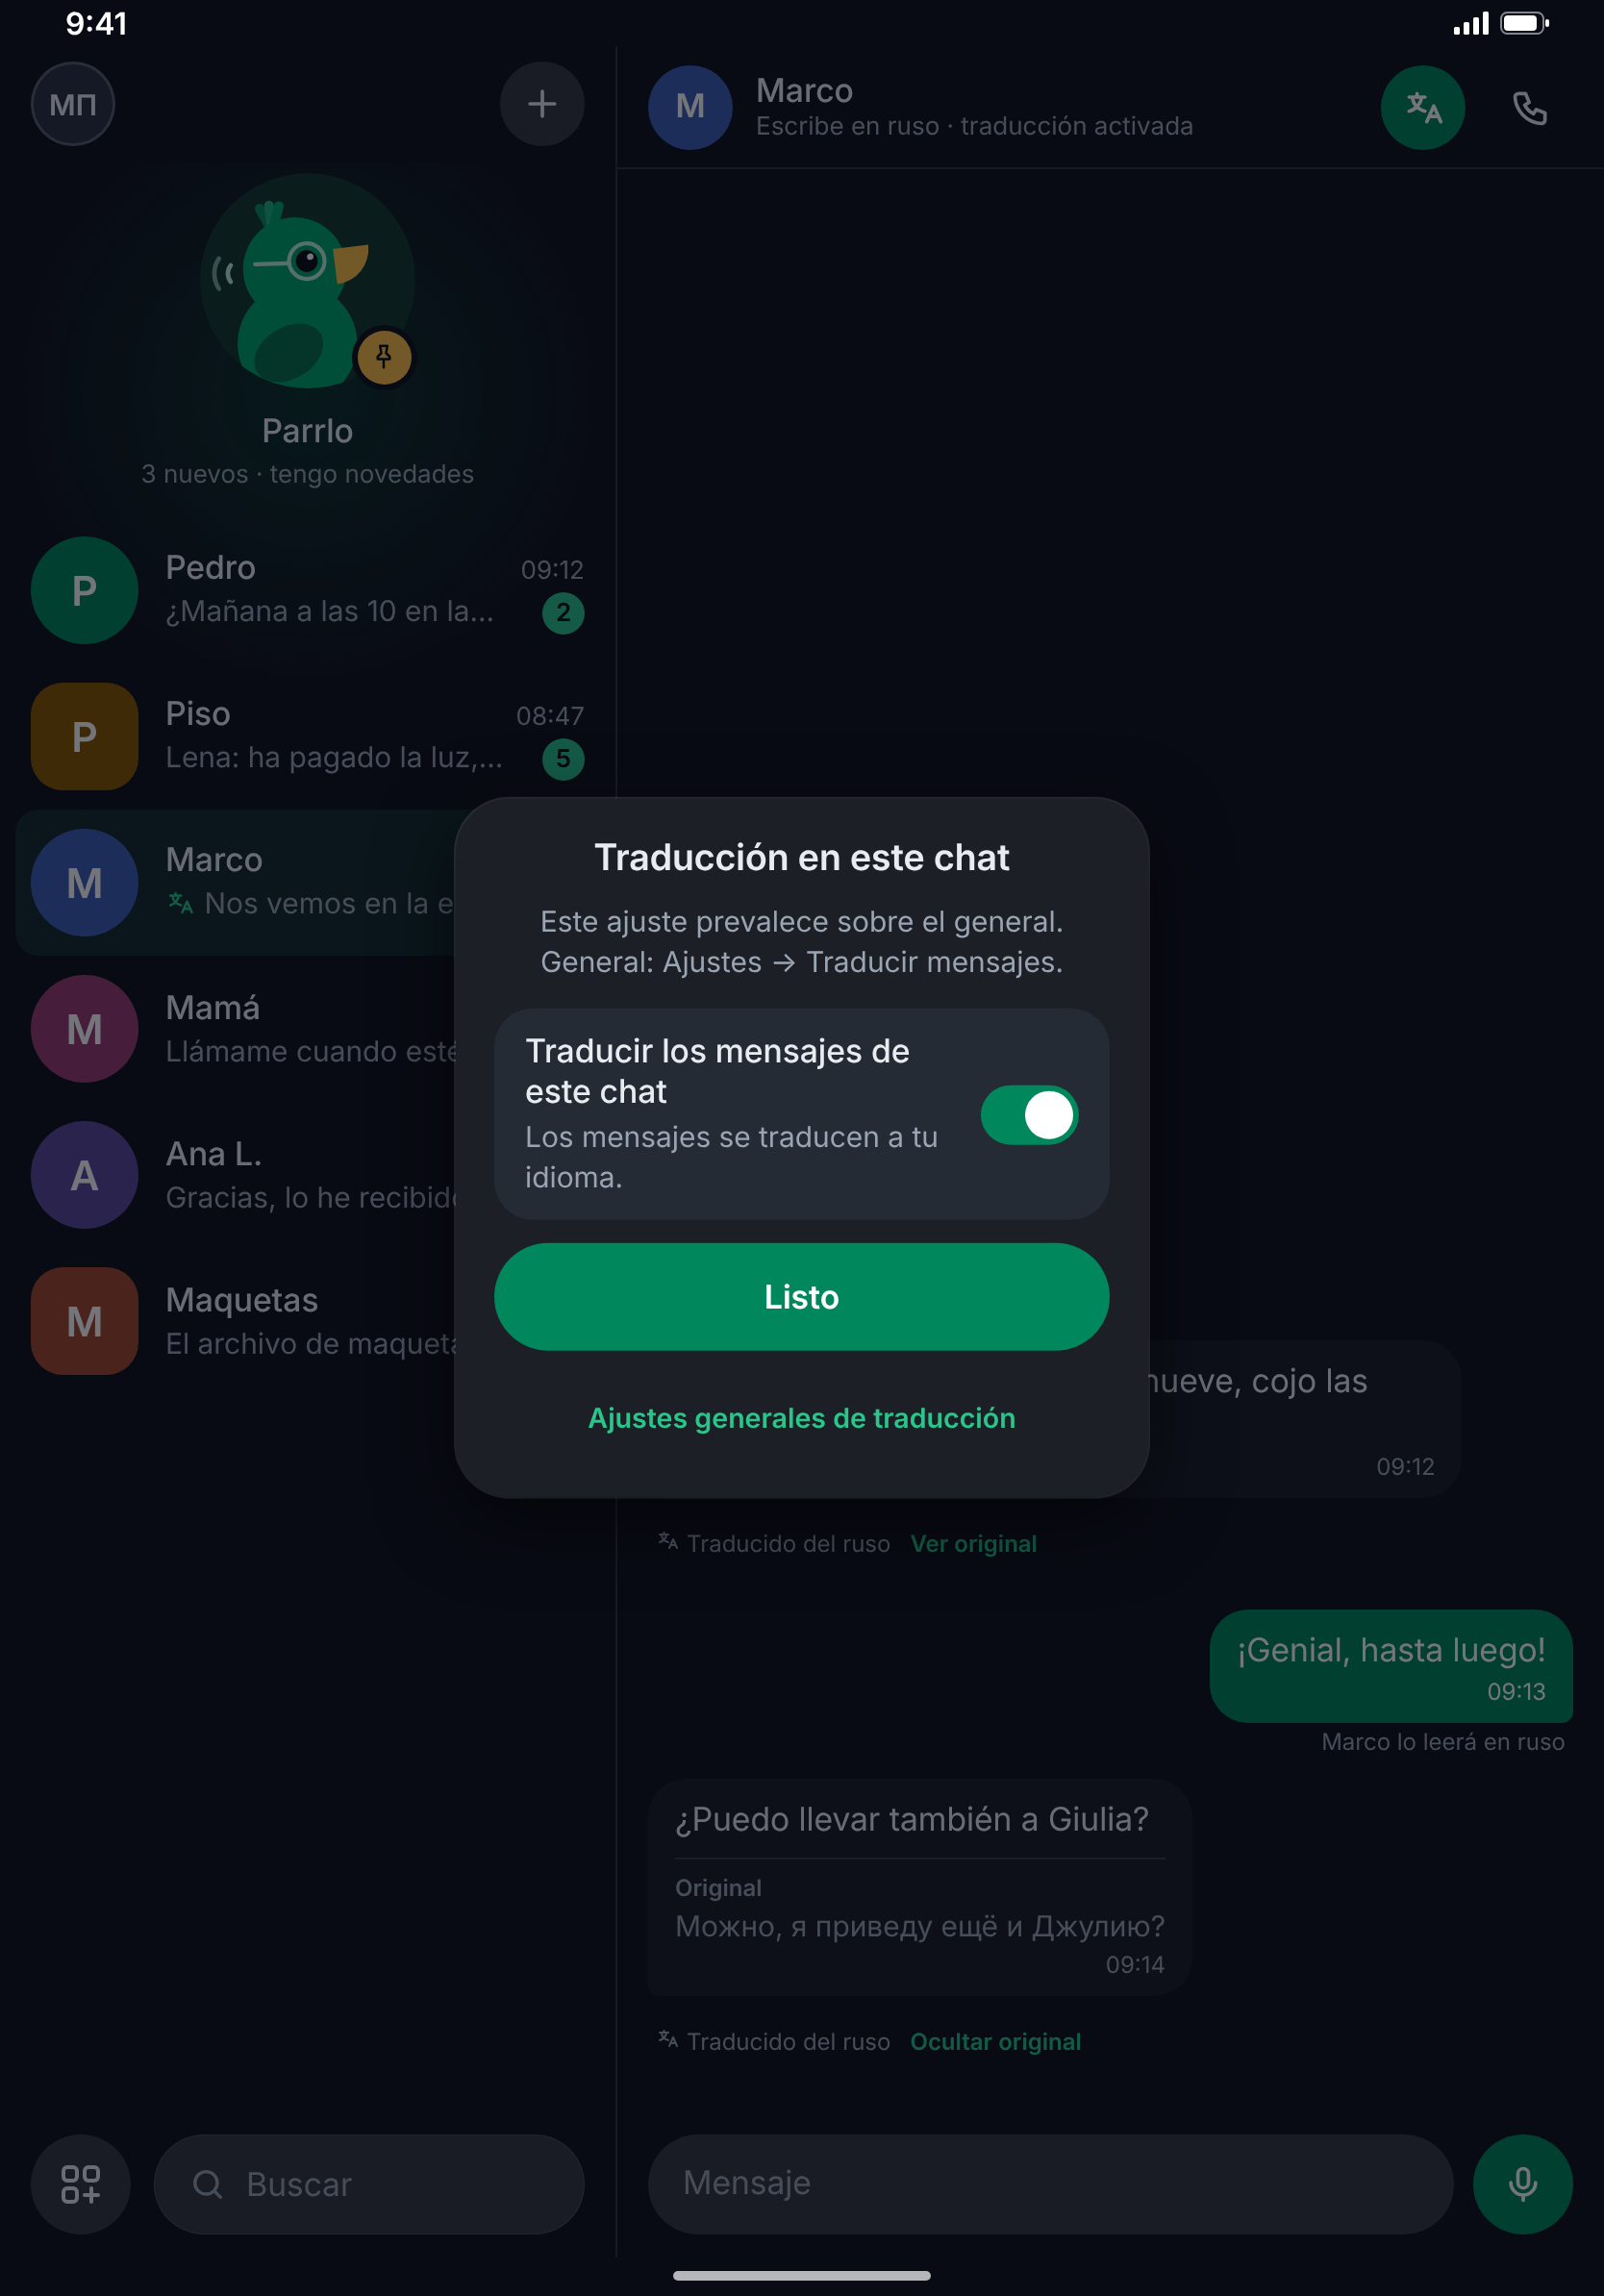 9:41
МП
M
Marco
Escribe en ruso · traducción activada
Parrlo
3 nuevos · tengo novedades
P
Pedro
09:12
¿Mañana a las 10 en la...
2
P
Piso
08:47
Lena: ha pagado la luz,...
5
M
Marco
Nos vemos en la e
M
Mamá
Llámame cuando esté
A
Ana L.
Gracias, lo he recibido
M
Maquetas
El archivo de maqueta
Traducción en este chat
Este ajuste prevalece sobre el general.
General: Ajustes → Traducir mensajes.
Traducir los mensajes de
este chat
Los mensajes se traducen a tu
idioma.
Listo
Ajustes generales de traducción
nueve, cojo las
09:12
Traducido del ruso Ver original
¡Genial, hasta luego!
09:13
Marco lo leerá en ruso
¿Puedo llevar también a Giulia?
Original
Можно, я приведу ещё и Джулию?
09:14
Traducido del ruso Ocultar original
Buscar
Mensaje